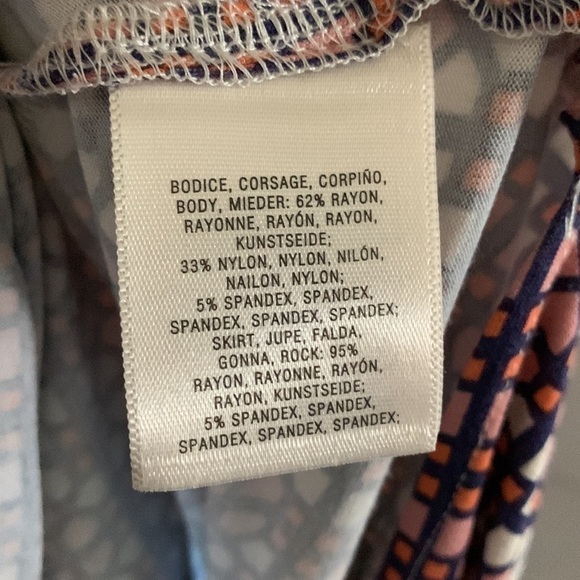 BODICE, CORSAGE, CORPIÑO,
BODY, MIEDER: 62% RAYON,
RAYONNE, RAYÓN, RAYON,
KUNSTSEIDE;
33% NYLON, NYLON, NILÓN,
NAILON, NYLON;
5% SPANDEX, SPANDEX,
SPANDEX, SPANDEX, SPANDEX;
SKIRT, JUPE, FALDA,
GONNA, ROCK: 95%
RAYON, RAYONNE, RAYÓN,
RAYON, KUNSTSEIDE;
5% SPANDEX, SPANDEX,
SPANDEX, SPANDEX, SPANDEX;